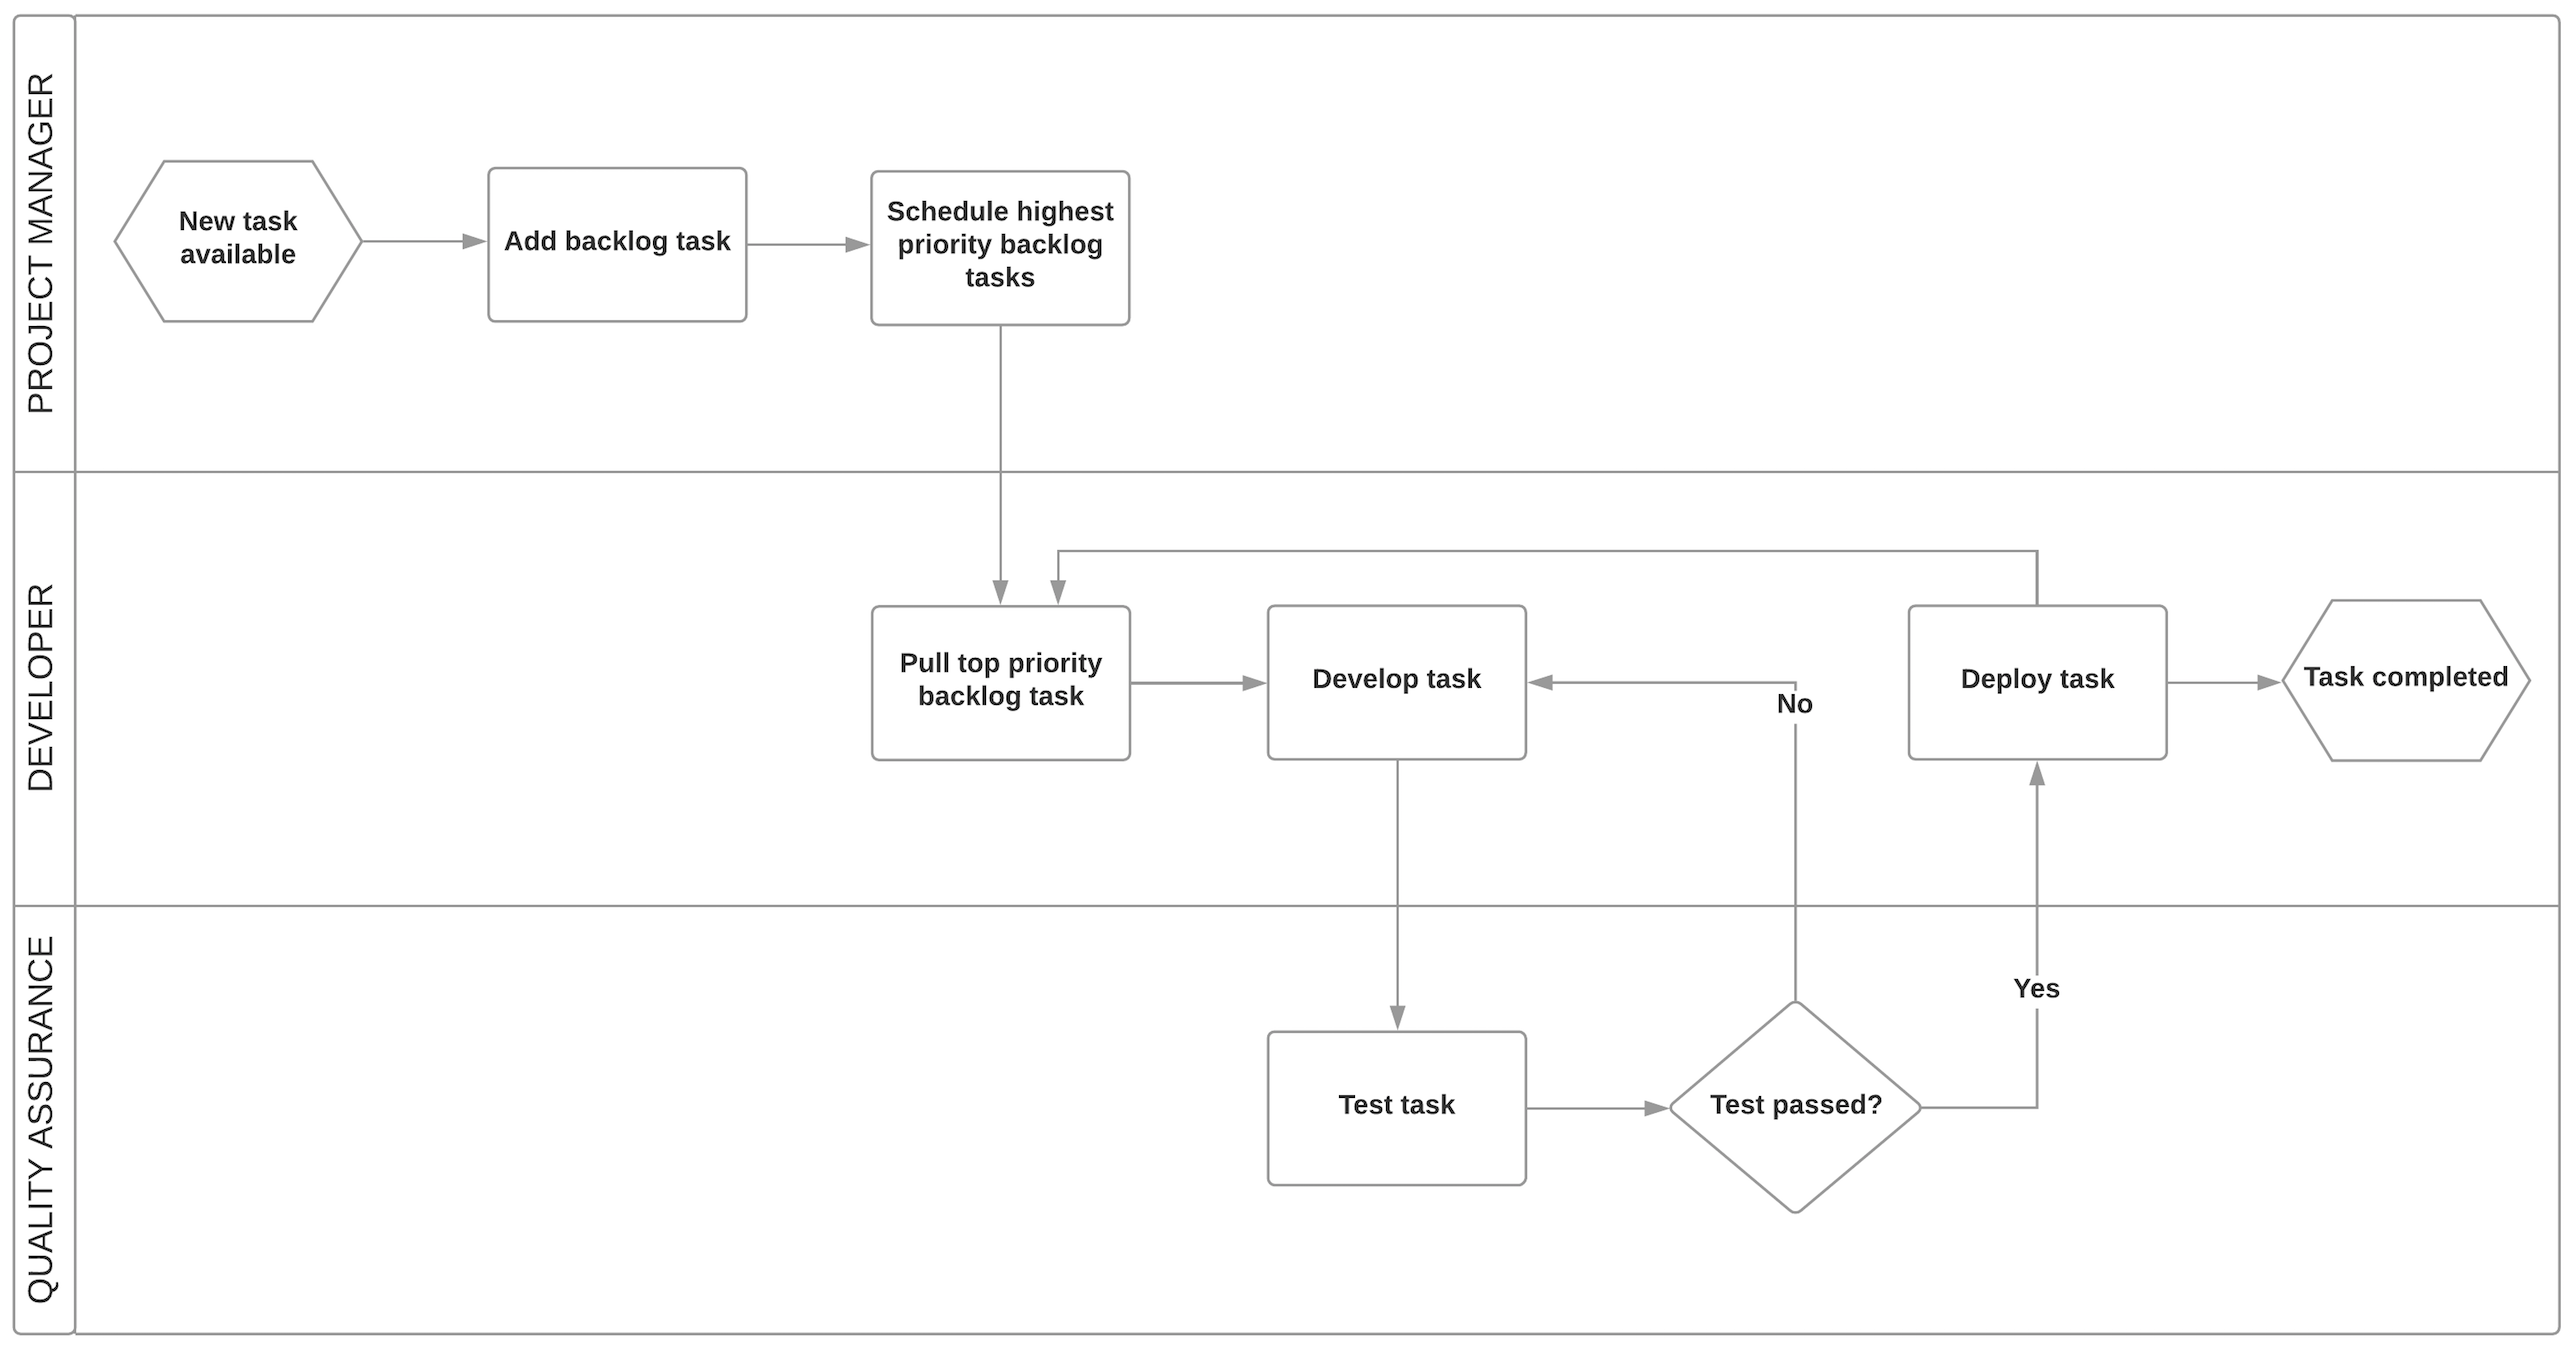 PROJECT MANAGER
New task
available
Add backlog task
Schedule highest
priority backlog
tasks
DEVELOPER
Pull top priority
backlog task
Develop task
No
Deploy task
Task completed
QUALITY ASSURANCE
Test task
Test passed?
Yes